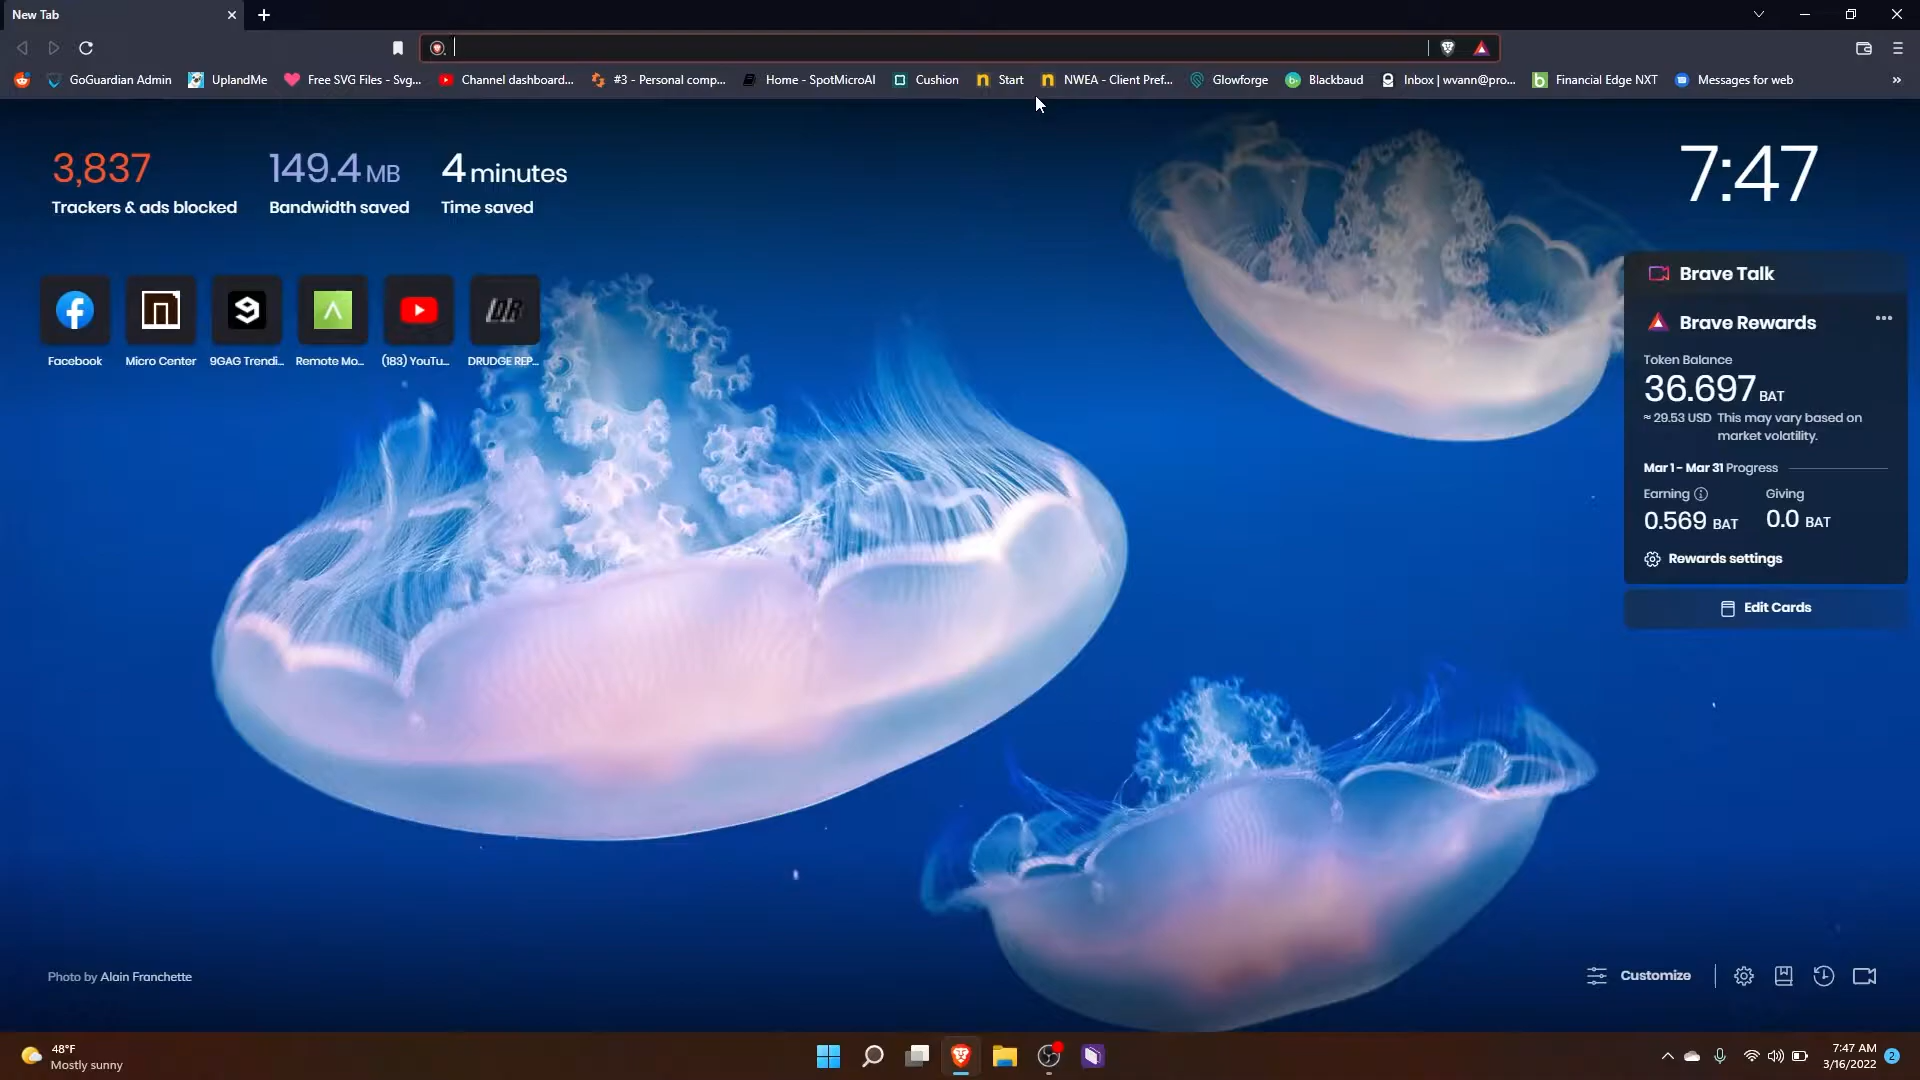 New Tab
GoGuardian Admin
UplandMe
Free SVG Files - Svg...
Channel dashboard...
#3 - Personal comp...
Home - SpotMicroAI
Cushion
Start
NWEA - Client Pref...
Glowforge
Blackbaud
Inbox | wvann@pro...
Financial Edge NXT
Messages for web
3,837
Trackers & ads blocked
149.4 MB
Bandwidth saved
4 minutes
Time saved
7:47
Facebook
Micro Center
9GAG Trendi...
Remote Mo...
(183) YouTu...
DR
DRUDGE REP...
Brave Talk
Brave Rewards
Token Balance
36.697 BAT
≈ 29.53 USD This may vary based on
market volatility.
Mar 1 - Mar 31 Progress
Earning
Giving
0.569 BAT
0.0 BAT
Rewards settings
Edit Cards
Photo by Alain Franchette
Customize
48°F
Mostly sunny
7:47 AM
3/16/2022
2